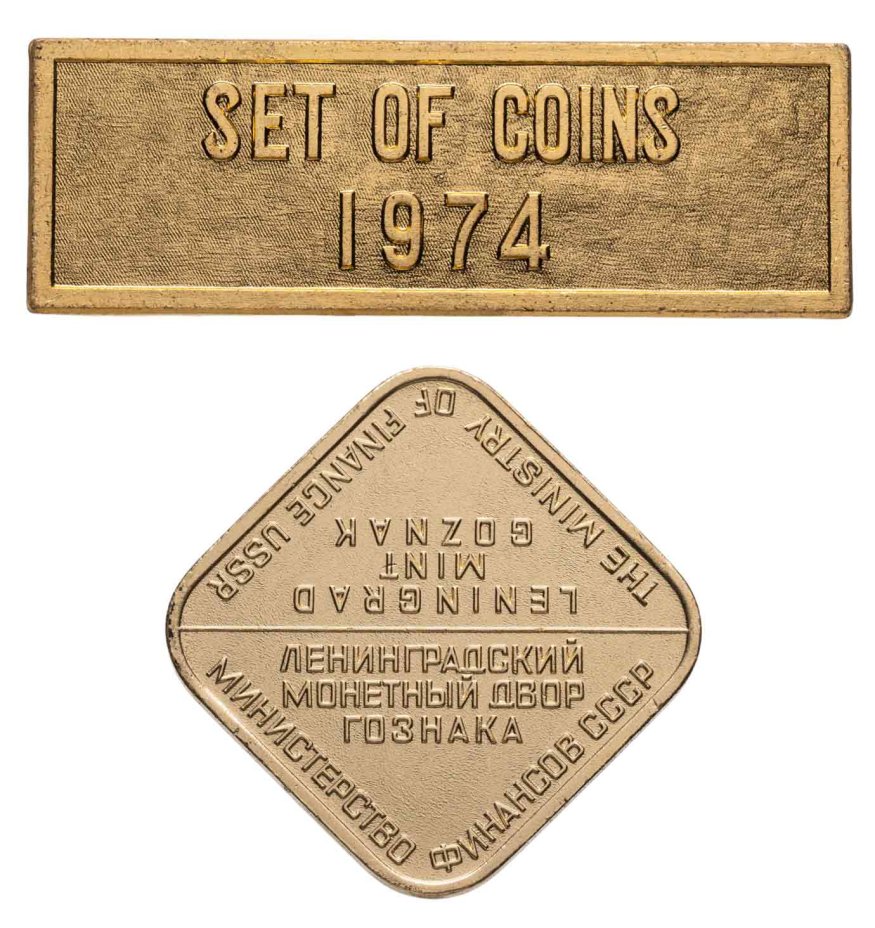 SET OF COINS
1974
THE MINISTRY OF FINANCE USSR
LENINGRAD
MINT
GOZNAK
ЛЕНИНГРАДСКИЙ
МОНЕТНЫЙ ДВОР
ГОЗНАКА
МИНИСТЕРСТВО ФИНАНСОВ СССР